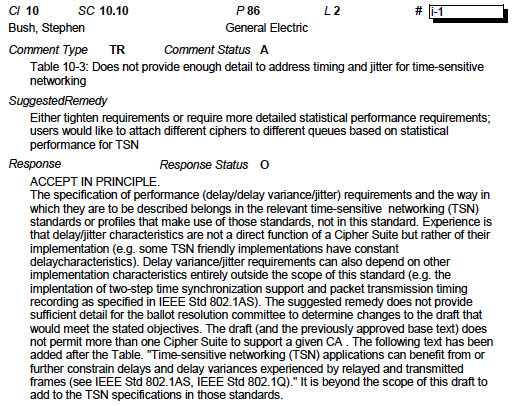 Cl 10 SC 10.10 P 86 L 2 # i-1
Bush, Stephen General Electric
Comment Type TR Comment Status A
Table 10-3: Does not provide enough detail to address timing and jitter for time-sensitive
networking
SuggestedRemedy
Either tighten requirements or require more detailed statistical performance requirements;
users would like to attach different ciphers to different queues based on statistical
performance for TSN
Response Response Status O
ACCEPT IN PRINCIPLE.
The specification of performance (delay/delay variance/jitter) requirements and the way in
which they are to be described belongs in the relevant time-sensitive networking (TSN)
standards or profiles that make use of those standards, not in this standard. Experience is
that delay/jitter characteristics are not a direct function of a Cipher Suite but rather of their
implementation (e.g. some TSN friendly implementations have constant
delaycharacteristics). Delay variance/jitter requirements can also depend on other
implementation characteristics entirely outside the scope of this standard (e.g. the
implentation of two-step time synchronization support and packet transmission timing
recording as specified in IEEE Std 802.1AS). The suggested remedy does not provide
sufficient detail for the ballot resolution committee to determine changes to the draft that
would meet the stated objectives. The draft (and the previously approved base text) does
not permit more than one Cipher Suite to support a given CA . The following text has been
added after the Table. "Time-sensitive networking (TSN) applications can benefit from or
further constrain delays and delay variances experienced by relayed and transmitted
frames (see IEEE Std 802.1AS, IEEE Std 802.1Q)." It is beyond the scope of this draft to
add to the TSN specifications in those standards.